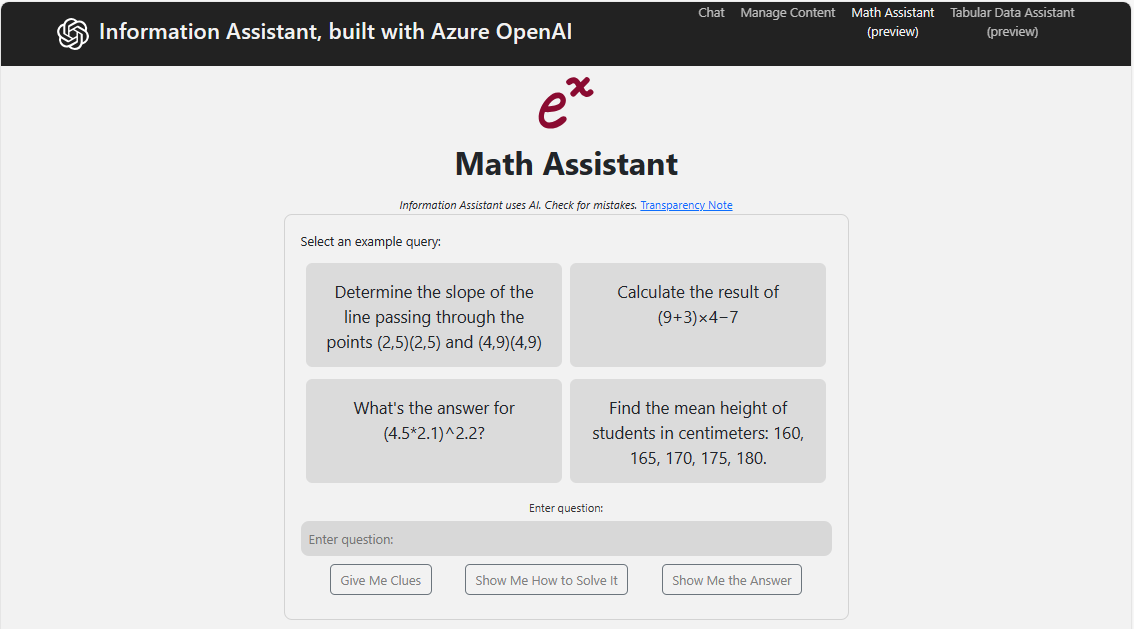 Information Assistant, built with Azure OpenAI
Chat
Manage Content
Math Assistant
(preview)
Tabular Data Assistant
(preview)
eˣ
Math Assistant
Information Assistant uses AI. Check for mistakes. Transparency Note
Select an example query:
Determine the slope of the
line passing through the
points (2,5)(2,5) and (4,9)(4,9)
Calculate the result of
(9+3)×4−7
What's the answer for
(4.5*2.1)^2.2?
Find the mean height of
students in centimeters: 160,
165, 170, 175, 180.
Enter question:
Enter question:
Give Me Clues
Show Me How to Solve It
Show Me the Answer